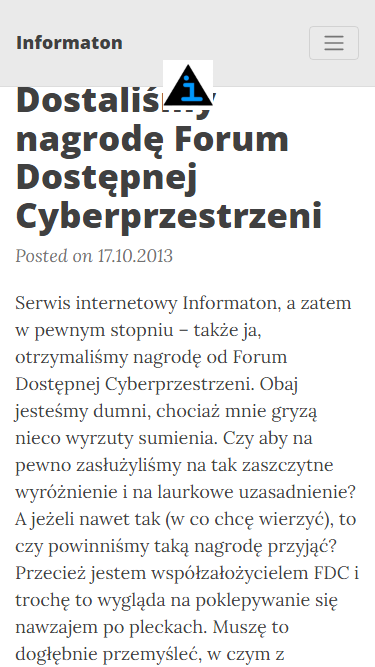 Informaton
i
Dostaliśmy
nagrodę Forum
Dostępnej
Cyberprzestrzeni
Posted on 17.10.2013
Serwis internetowy Informaton, a zatem
w pewnym stopniu – także ja,
otrzymaliśmy nagrodę od Forum
Dostępnej Cyberprzestrzeni. Obaj
jesteśmy dumni, chociaż mnie gryzą
nieco wyrzuty sumienia. Czy aby na
pewno zasłużyliśmy na tak zaszczytne
wyróżnienie i na laurkowe uzasadnienie?
A jeżeli nawet tak (w co chcę wierzyć), to
czy powinniśmy taką nagrodę przyjąć?
Przecież jestem współzałożycielem FDC i
trochę to wygląda na poklepywanie się
nawzajem po pleckach. Muszę to
dogłębnie przemyśleć, w czym z